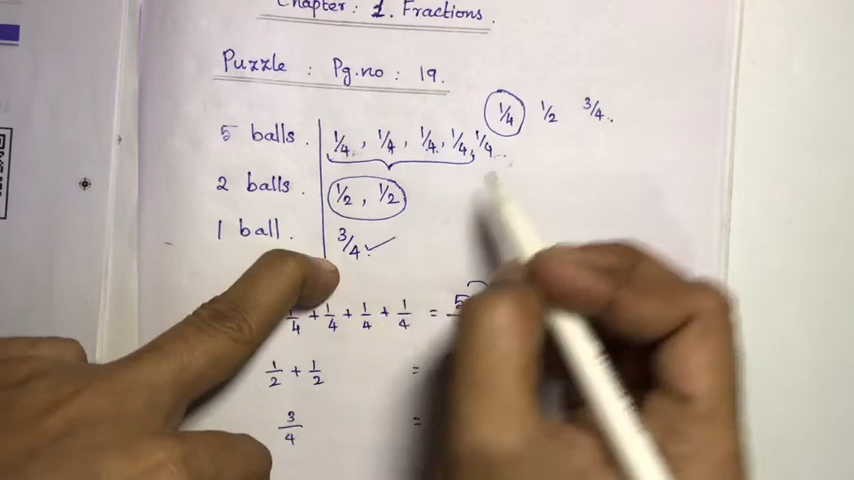 Chapter : 1. Fractions.
Puzzle : Pg.no : 19.
1/4 1/2 3/4.
5 balls. 1/4, 1/4, 1/4, 1/4, 1/4.
2 balls. 1/2, 1/2
1 ball. 3/4. ✓
1/4 + 1/4 + 1/4 + 1/4 = 5
1/2 + 1/2 =
3/4 =